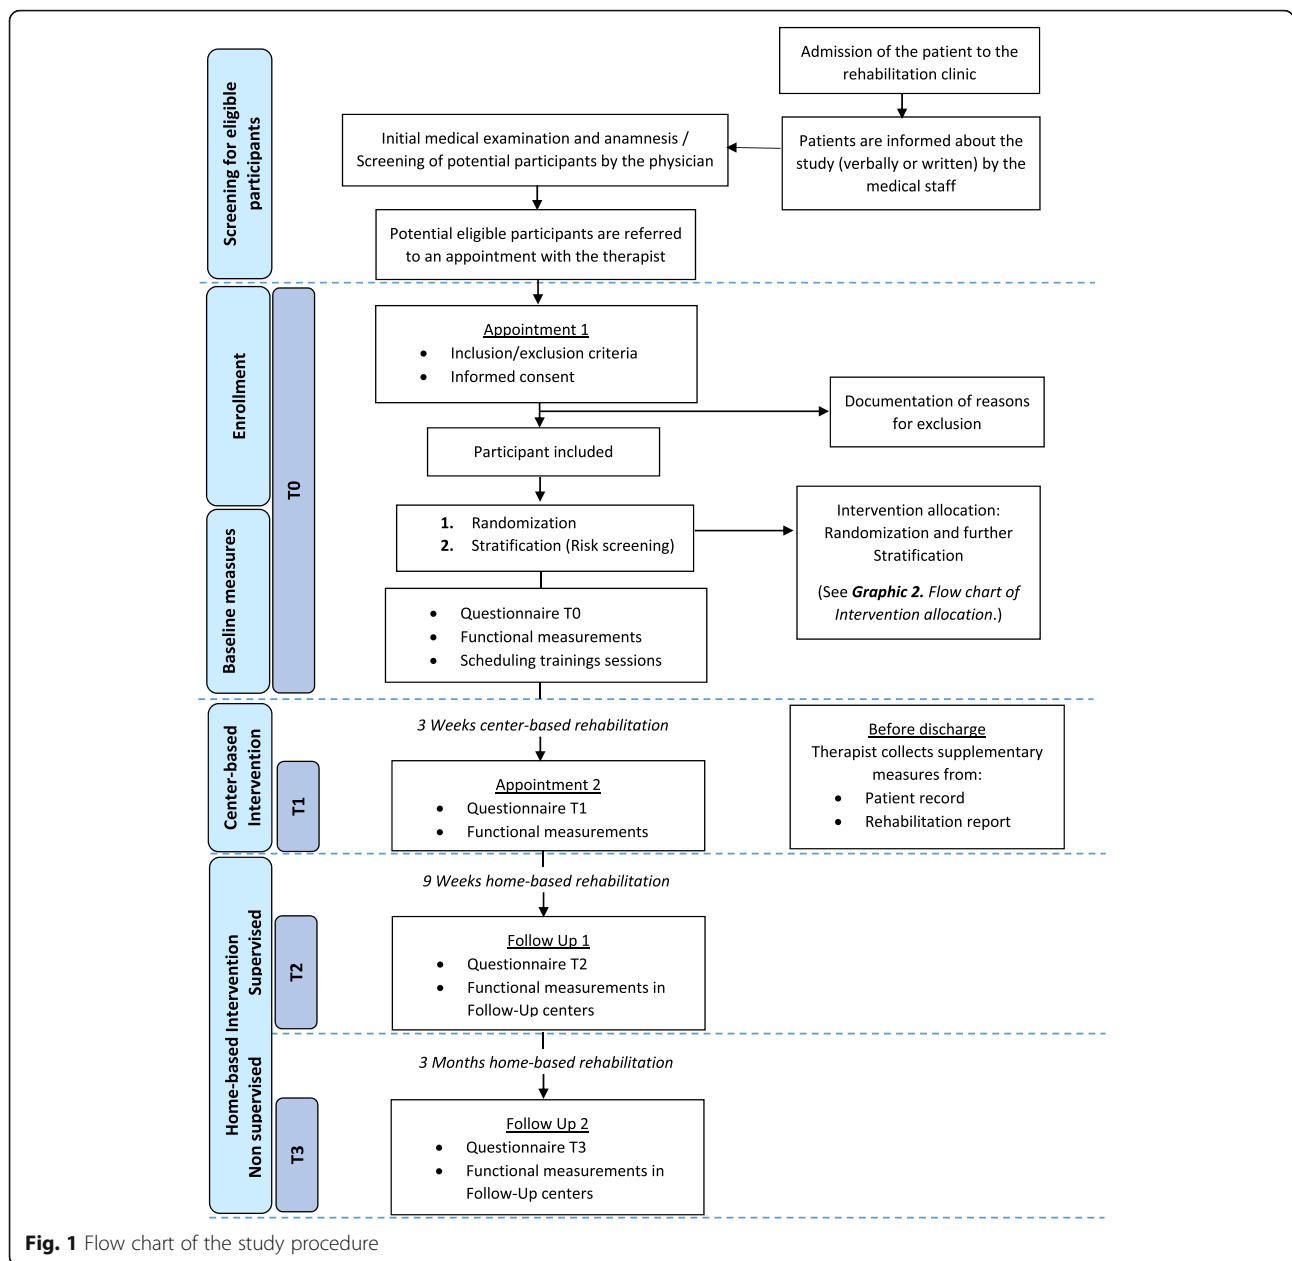 Screening for eligible
participants
Admission of the patient to the
rehabilitation clinic
Patients are informed about the
study (verbally or written) by the
medical staff
Initial medical examination and anamnesis /
Screening of potential participants by the physician
Potential eligible participants are referred
to an appointment with the therapist
Enrollment
T0
Appointment 1
• Inclusion/exclusion criteria
• Informed consent
Documentation of reasons
for exclusion
Participant included
1. Randomization
2. Stratification (Risk screening)
Intervention allocation:
Randomization and further
Stratification
(See Graphic 2. Flow chart of
Intervention allocation.)
Baseline measures
• Questionnaire T0
• Functional measurements
• Scheduling trainings sessions
Center-based
Intervention
T1
3 Weeks center-based rehabilitation
Appointment 2
• Questionnaire T1
• Functional measurements
Before discharge
Therapist collects supplementary
measures from:
• Patient record
• Rehabilitation report
Home-based Intervention
Supervised
T2
9 Weeks home-based rehabilitation
Follow Up 1
• Questionnaire T2
• Functional measurements in
Follow-Up centers
Non supervised
T3
3 Months home-based rehabilitation
Follow Up 2
• Questionnaire T3
• Functional measurements in
Follow-Up centers
Fig. 1 Flow chart of the study procedure